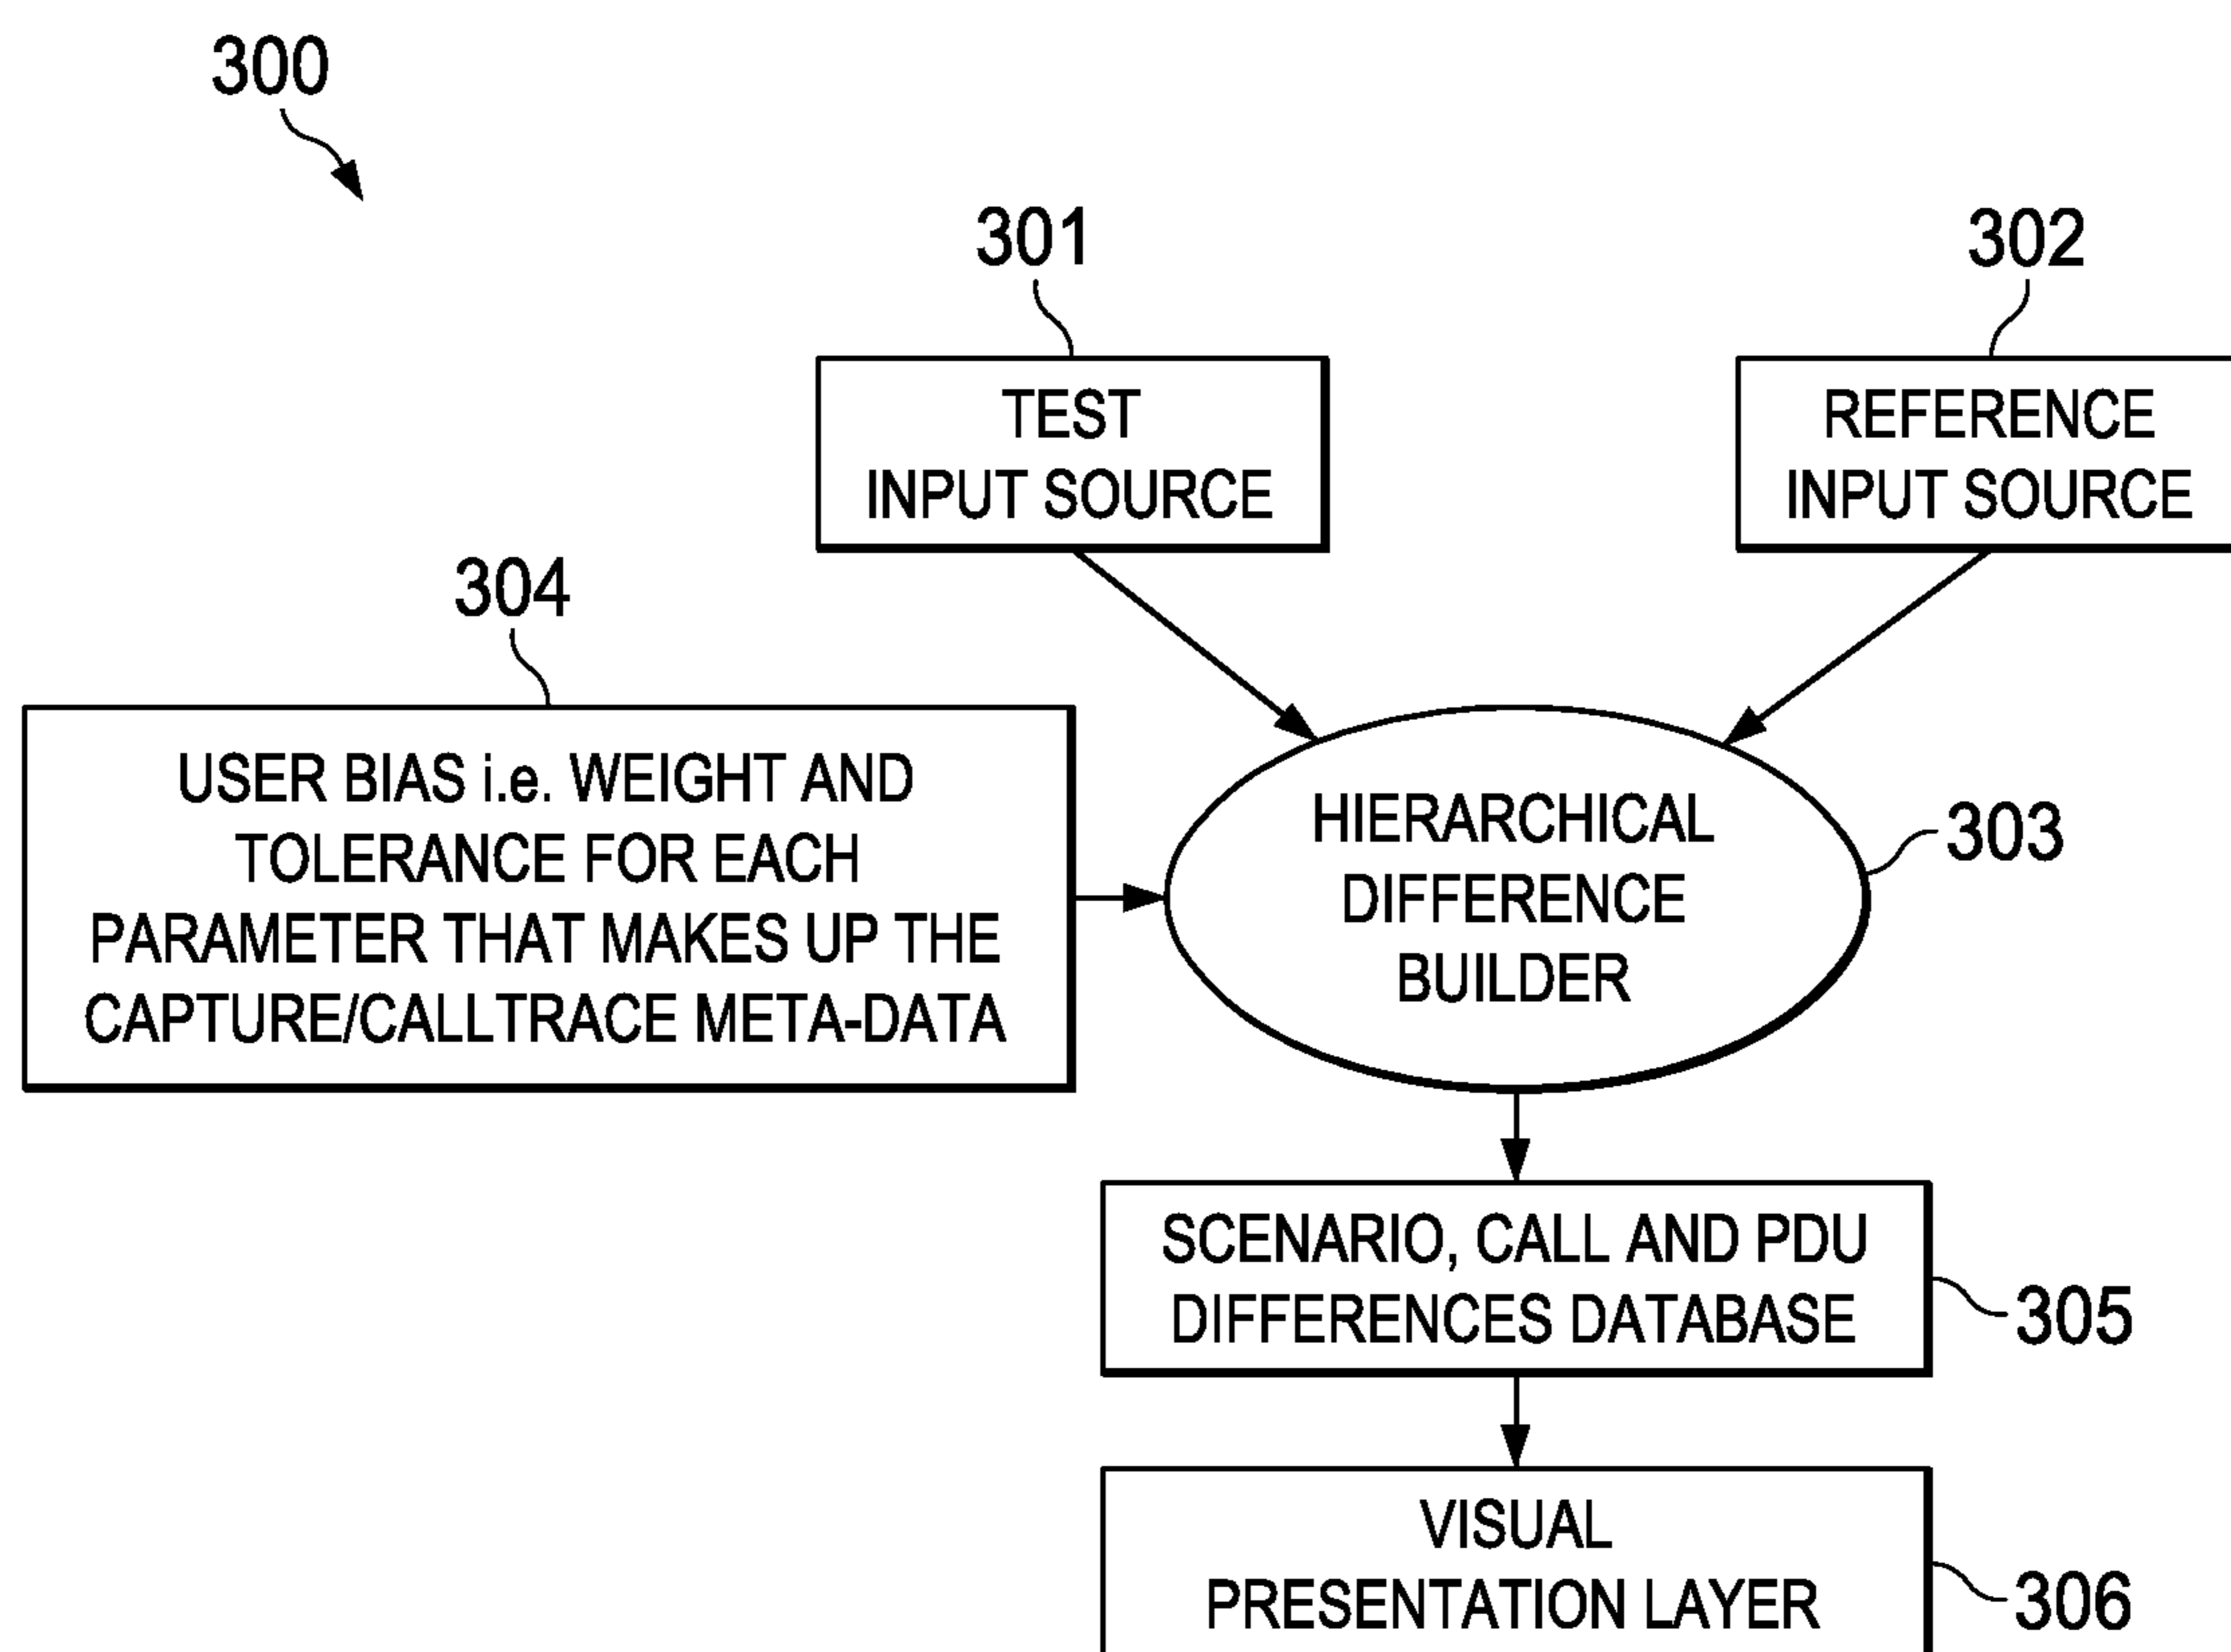 300
301
302
TEST
INPUT SOURCE
REFERENCE
INPUT SOURCE
304
USER BIAS i.e. WEIGHT AND
TOLERANCE FOR EACH
PARAMETER THAT MAKES UP THE
CAPTURE/CALLTRACE META-DATA
HIERARCHICAL
DIFFERENCE
BUILDER
303
SCENARIO, CALL AND PDU
DIFFERENCES DATABASE
305
VISUAL
PRESENTATION LAYER
306